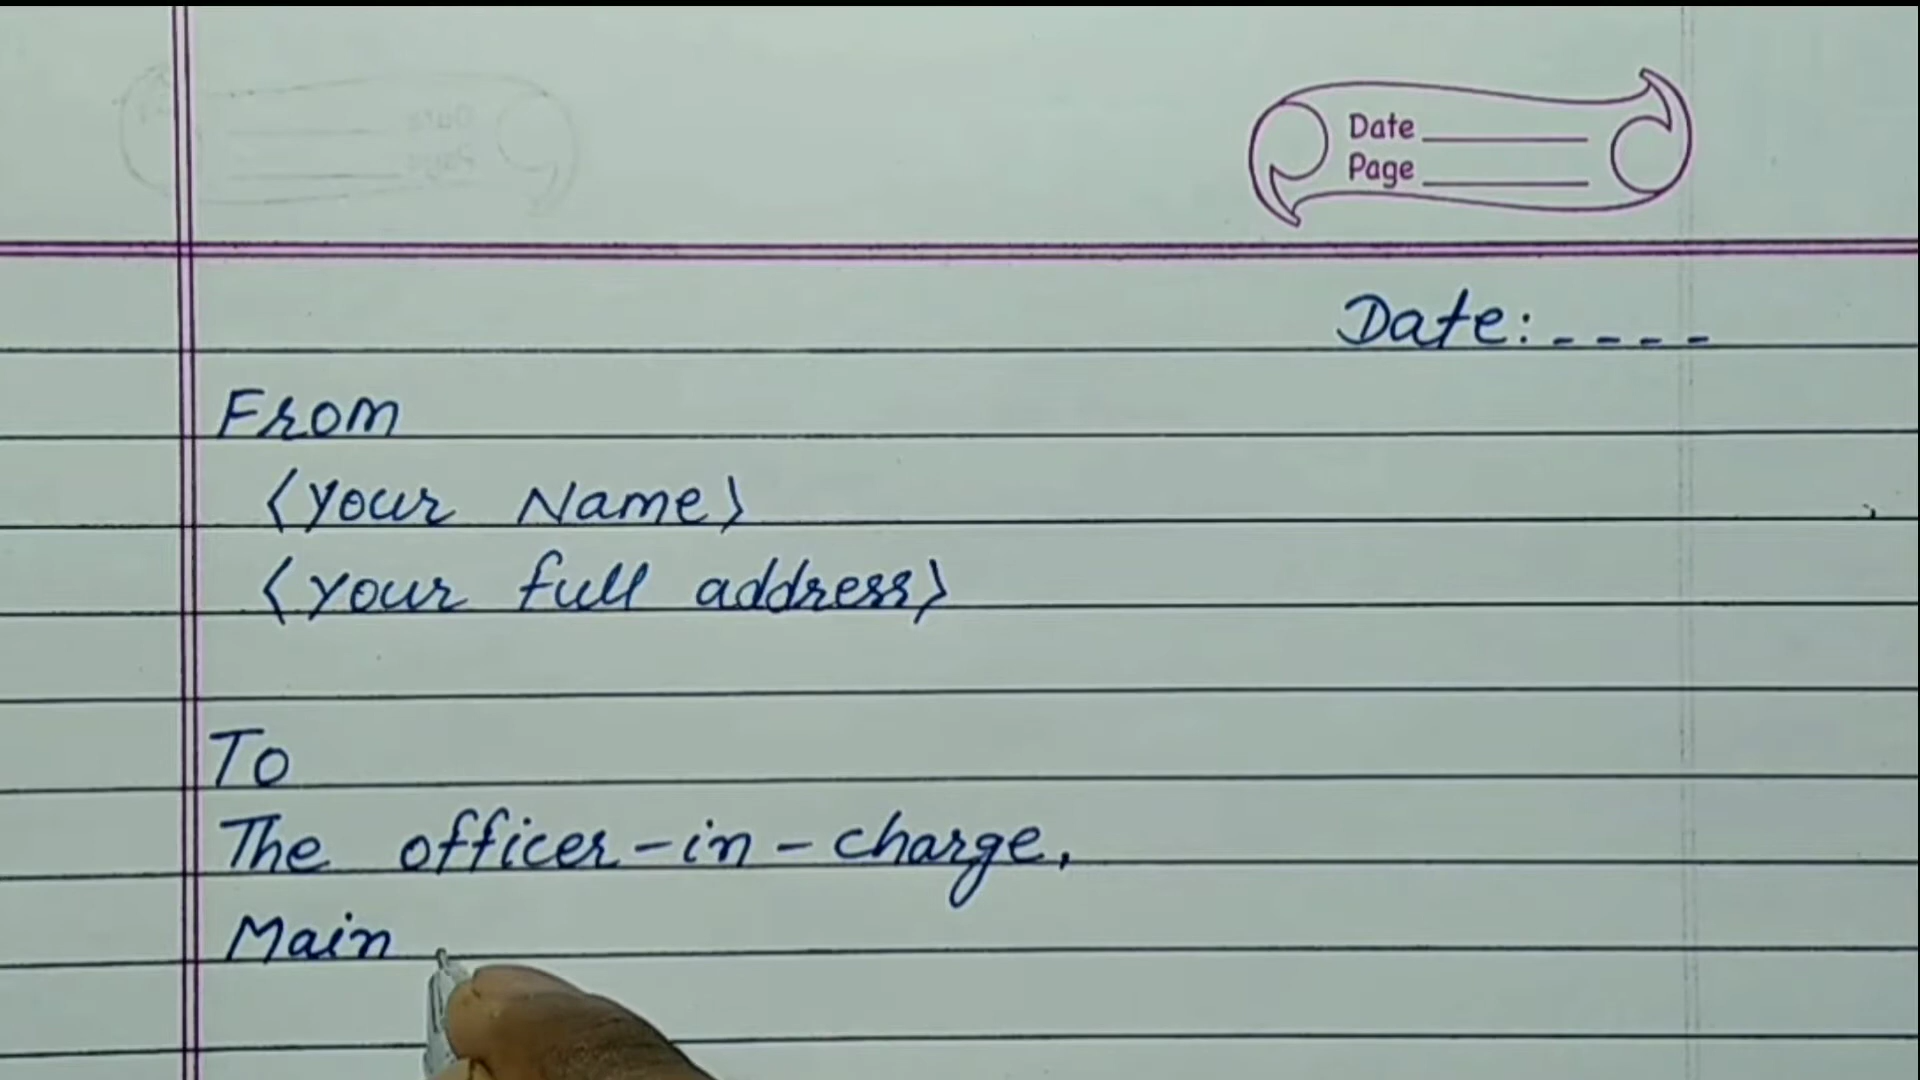 Date
Page
Date:----
From
<Your Name>
<Your full address>
To
The officer-in-charge,
Main